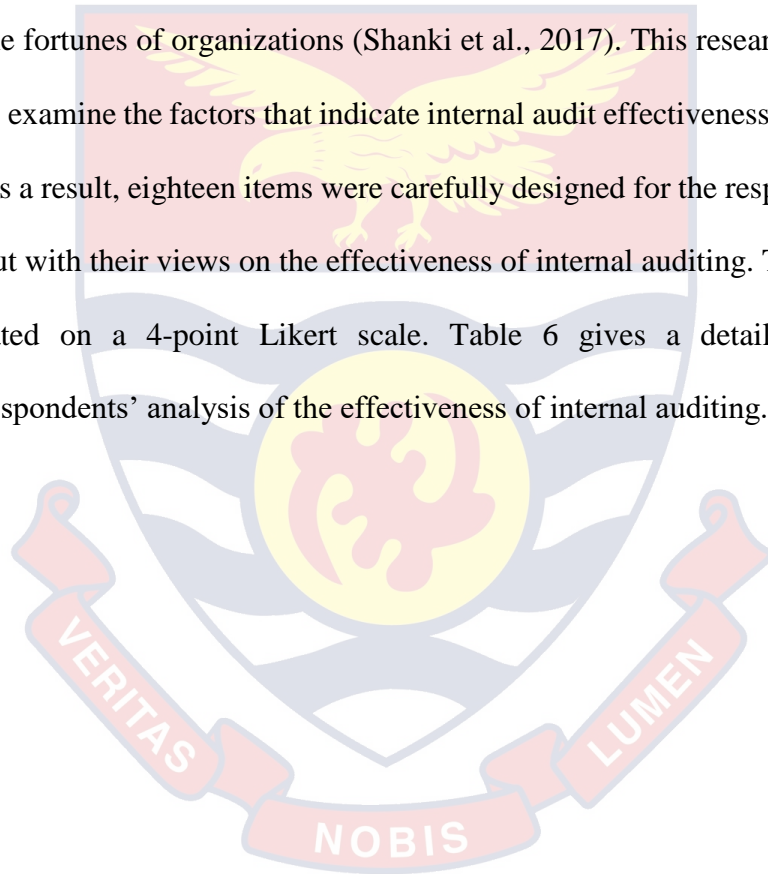 e fortunes of organizations (Shanki et al., 2017). This resear
examine the factors that indicate internal audit effectiveness
s a result, eighteen items were carefully designed for the resp
ut with their views on the effectiveness of internal auditing. T
ted on a 4-point Likert scale. Table 6 gives a detail
spondents’ analysis of the effectiveness of internal auditing.
VERITAS
NOBIS
LUMEN